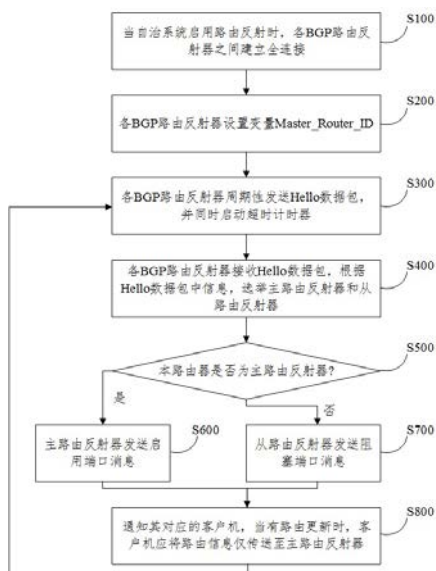 S100
当自治系统启用路由反射时，各BGP路由反
射器之间建立全连接
S200
各BGP路由反射器设置变量Master_Router_ID
S300
各BGP路由反射器周期性发送Hello数据包，
并同时启动超时计时器
S400
各BGP路由反射器接收Hello数据包，根据
Hello数据包中信息，选举主路由反射器和从
路由反射器
S500
本路由器是否为主路由反射器？
是
否
S600
主路由反射器发送启
用端口消息
S700
从路由反射器发送阻
塞端口消息
S800
通知其对应的客户机，当有路由更新时，客
户机应将路由信息仅传送至主路由反射器